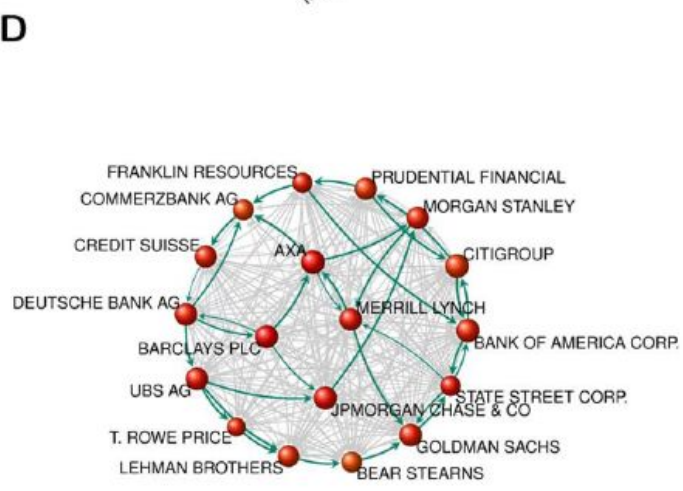 D
FRANKLIN RESOURCES
PRUDENTIAL FINANCIAL
COMMERZBANK AG
MORGAN STANLEY
CREDIT SUISSE
AXA
CITIGROUP
DEUTSCHE BANK AG
MERRILL LYNCH
BARCLAYS PLC
BANK OF AMERICA CORP.
UBS AG
STATE STREET CORP.
JPMORGAN CHASE & CO
T. ROWE PRICE
GOLDMAN SACHS
LEHMAN BROTHERS
BEAR STEARNS